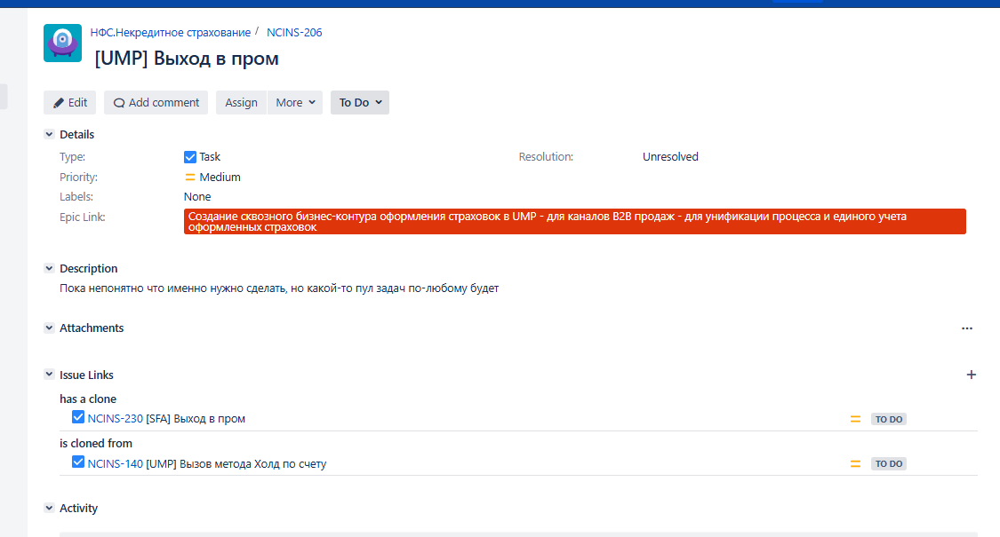 НФС.Некредитное страхование / NCINS-206
[UMP] Выход в пром
Edit Add comment Assign More To Do
Details
Type: Task Resolution: Unresolved
Priority: Medium
Labels: None
Epic Link: Создание сквозного бизнес-контура оформления страховок в UMP - для каналов B2B продаж - для унификации процесса и единого учета
оформленных страховок
Description
Пока непонятно что именно нужно сделать, но какой-то пул задач по-любому будет
Attachments
Issue Links
has a clone
NCINS-230 [SFA] Выход в пром TO DO
is cloned from
NCINS-140 [UMP] Вызов метода Холд по счету TO DO
Activity